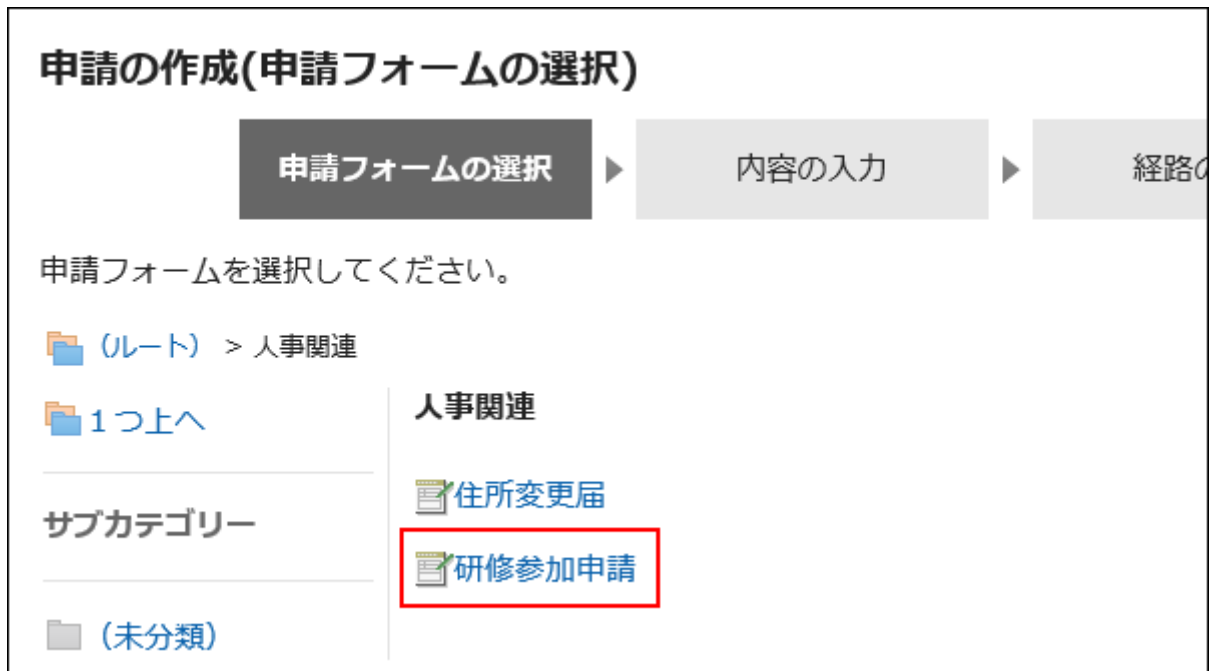 申請の作成(申請フォームの選択)
申請フォームの選択 ▶ 内容の入力 ▶ 経路の
申請フォームを選択してください。
(ルート) > 人事関連
1つ上へ
サブカテゴリー
(未分類)
人事関連
住所変更届
研修参加申請